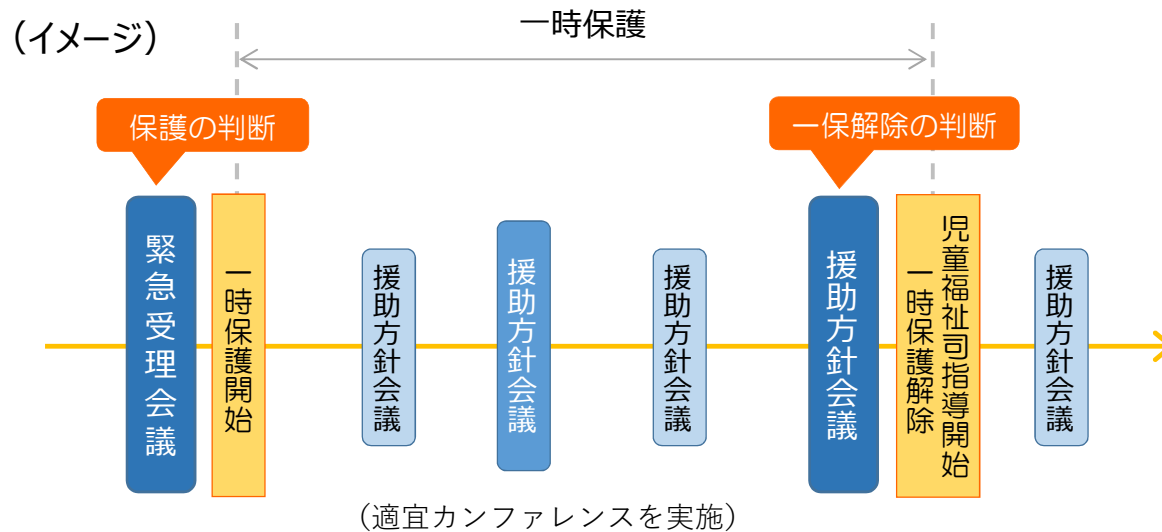 （イメージ）
一時保護
保護の判断
一保解除の判断
緊急受理会議
一時保護開始
援助方針会議
援助方針会議
援助方針会議
援助方針会議
児童福祉司指導開始
一時保護解除
援助方針会議
（適宜カンファレンスを実施）